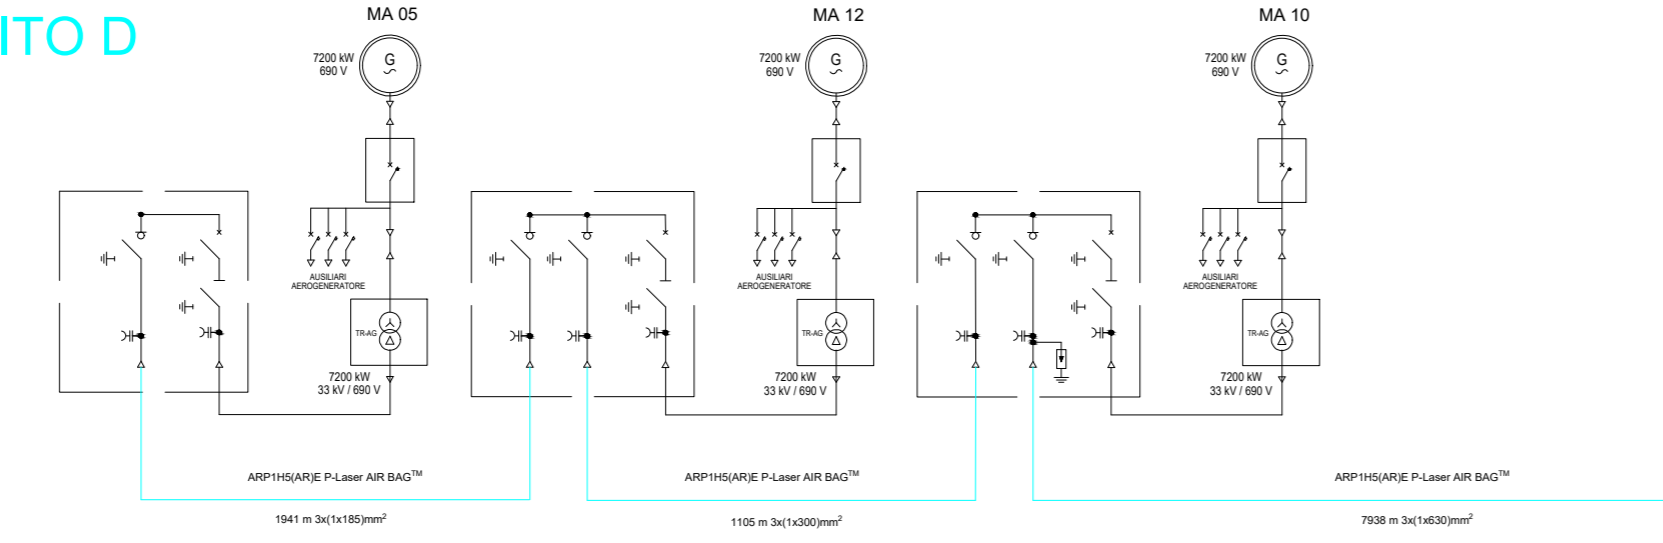 ITO D
MA 05
7200 kW
690 V
G
AUSILIARI
AEROGENERATORE
TR-AG
7200 kW
33 kV / 690 V
MA 12
7200 kW
690 V
G
AUSILIARI
AEROGENERATORE
TR-AG
7200 kW
33 kV / 690 V
MA 10
7200 kW
690 V
G
AUSILIARI
AEROGENERATORE
TR-AG
7200 kW
33 kV / 690 V
ARP1H5(AR)E P-Laser AIR BAG™
1941 m 3x(1x185)mm²
ARP1H5(AR)E P-Laser AIR BAG™
1105 m 3x(1x300)mm²
ARP1H5(AR)E P-Laser AIR BAG™
7938 m 3x(1x630)mm²